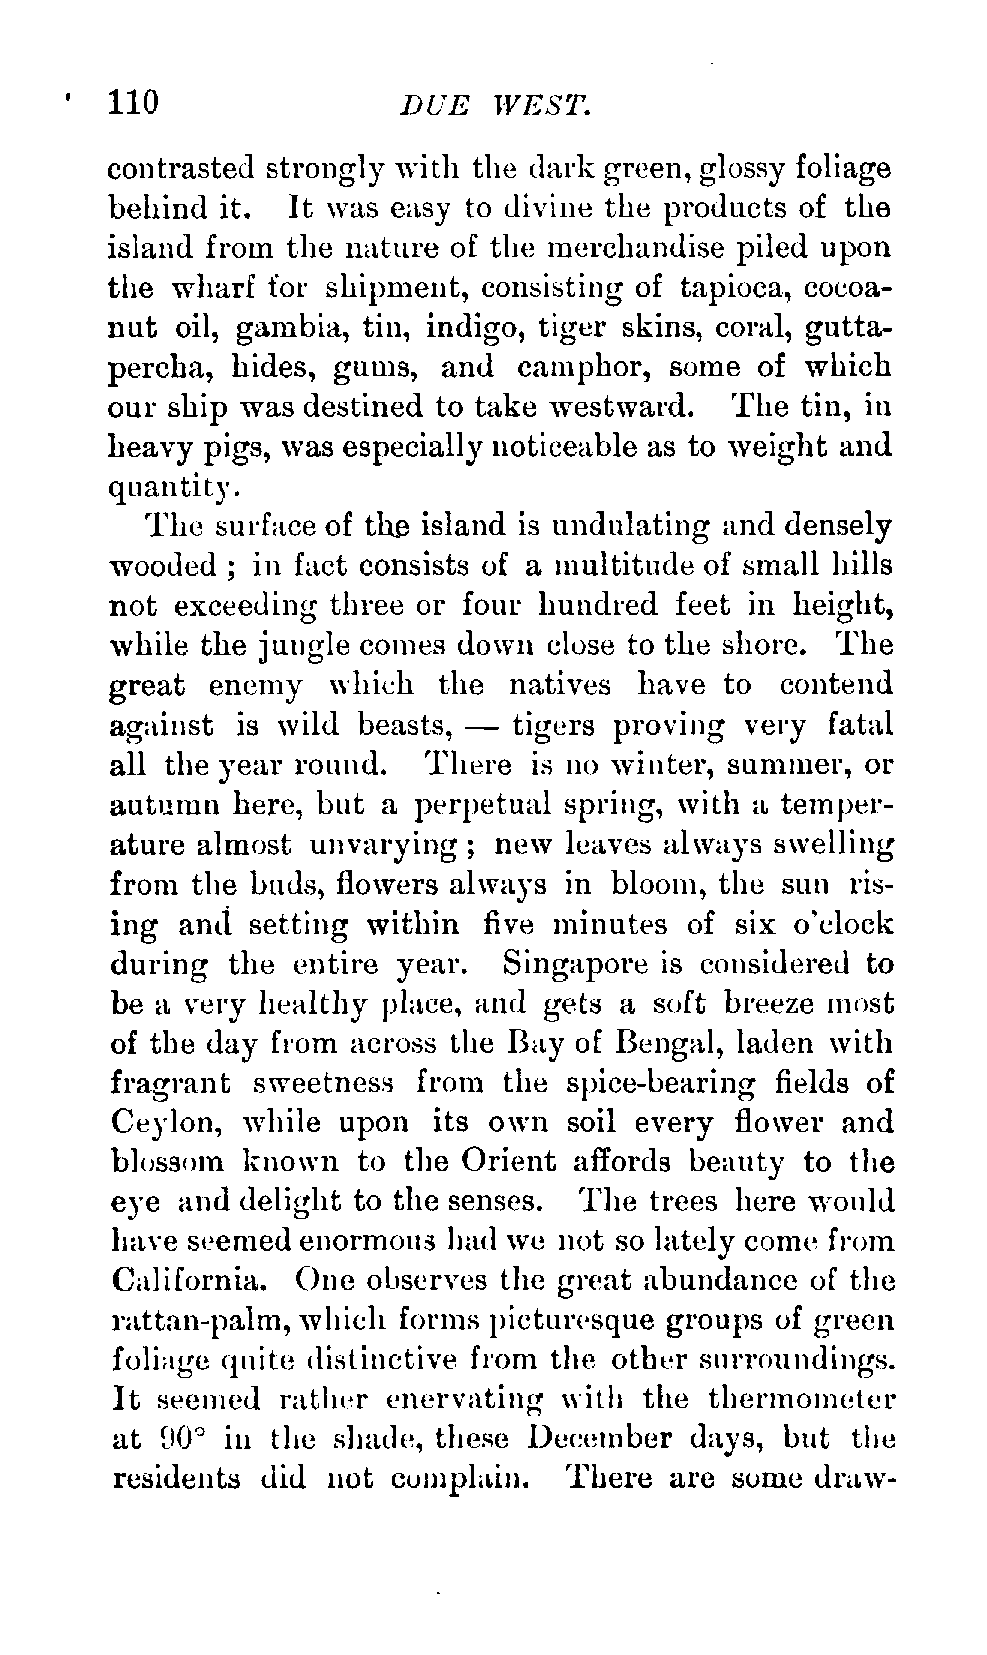 110 DUE WEST.
contrasted strongly with the dark green, glossy foliage
behind it. It was easy to divine the products of the
island from the nature of the merchandise piled upon
the wharf for shipment, consisting of tapioca, cocoa-
nut oil, gambia, tin, indigo, tiger skins, coral, gutta-
percha, hides, gums, and camphor, some of which
our ship was destined to take westward. The tin, in
heavy pigs, was especially noticeable as to weight and
quantity.
The surface of the island is undulating and densely
wooded ; in fact consists of a multitude of small hills
not exceeding three or four hundred feet in height,
while the jungle comes down close to the shore. The
great enemy which the natives have to contend
against is wild beasts, — tigers proving very fatal
all the year round. There is no winter, summer, or
autumn here, but a perpetual spring, with a temper-
ature almost unvarying ; new leaves always swelling
from the buds, flowers always in bloom, the sun ris-
ing and setting within five minutes of six o'clock
during the entire year. Singapore is considered to
be a very healthy place, and gets a soft breeze most
of the day from across the Bay of Bengal, laden with
fragrant sweetness from the spice-bearing fields of
Ceylon, while upon its own soil every flower and
blossom known to the Orient affords beauty to the
eye and delight to the senses. The trees here would
have seemed enormous had we not so lately come from
California. One observes the great abundance of the
rattan-palm, which forms picturesque groups of green
foliage quite distinctive from the other surroundings.
It seemed rather enervating with the thermometer
at 90° in the shade, these December days, but the
residents did not complain. There are some draw-